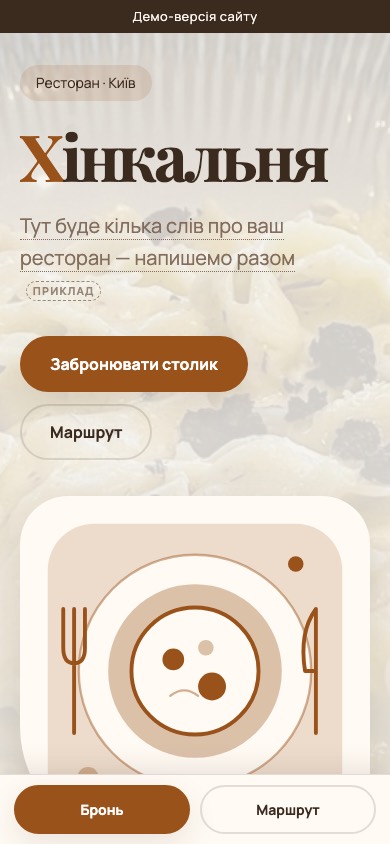 Демо-версія сайту
Ресторан · Київ
Хінкальня
Тут буде кілька слів про ваш
ресторан — напишемо разом
ПРИКЛАД
Забронювати столик
Маршрут
Бронь
Маршрут